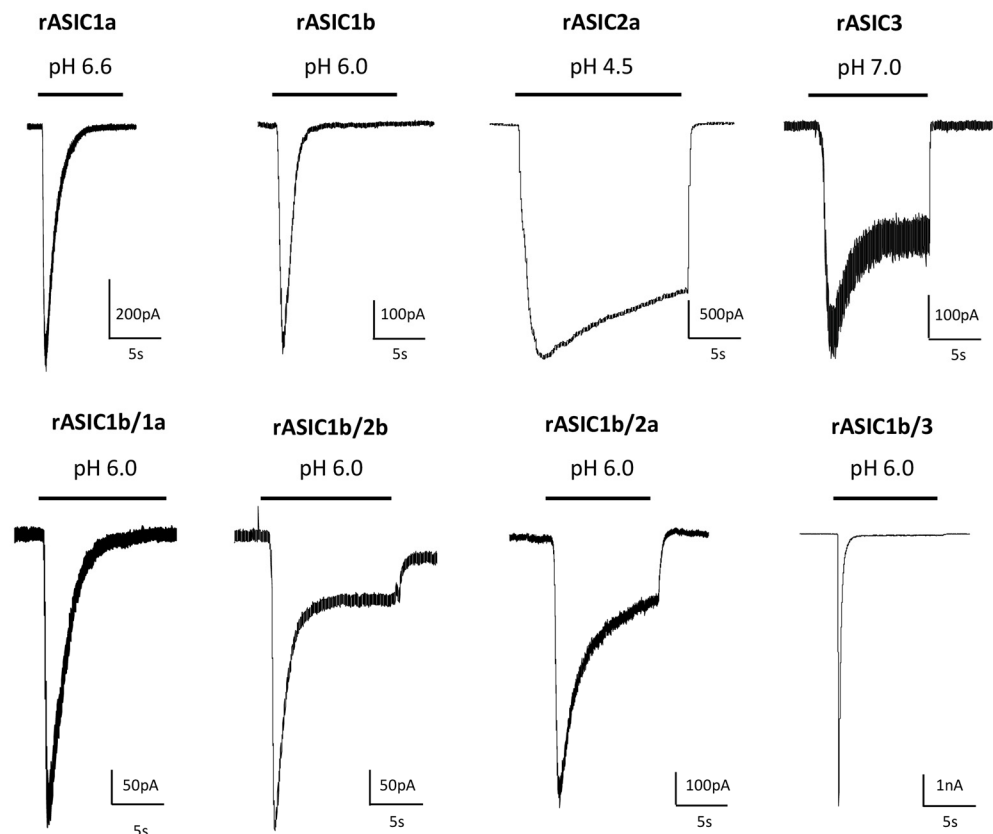 rASIC1a rASIC1b rASIC2a rASIC3
pH 6.6 pH 6.0 pH 4.5 pH 7.0
200pA 100pA 500pA 100pA
5s 5s 5s 5s
rASIC1b/1a rASIC1b/2b rASIC1b/2a rASIC1b/3
pH 6.0 pH 6.0 pH 6.0 pH 6.0
50pA 50pA 100pA 1nA
5s 5s 5s 5s